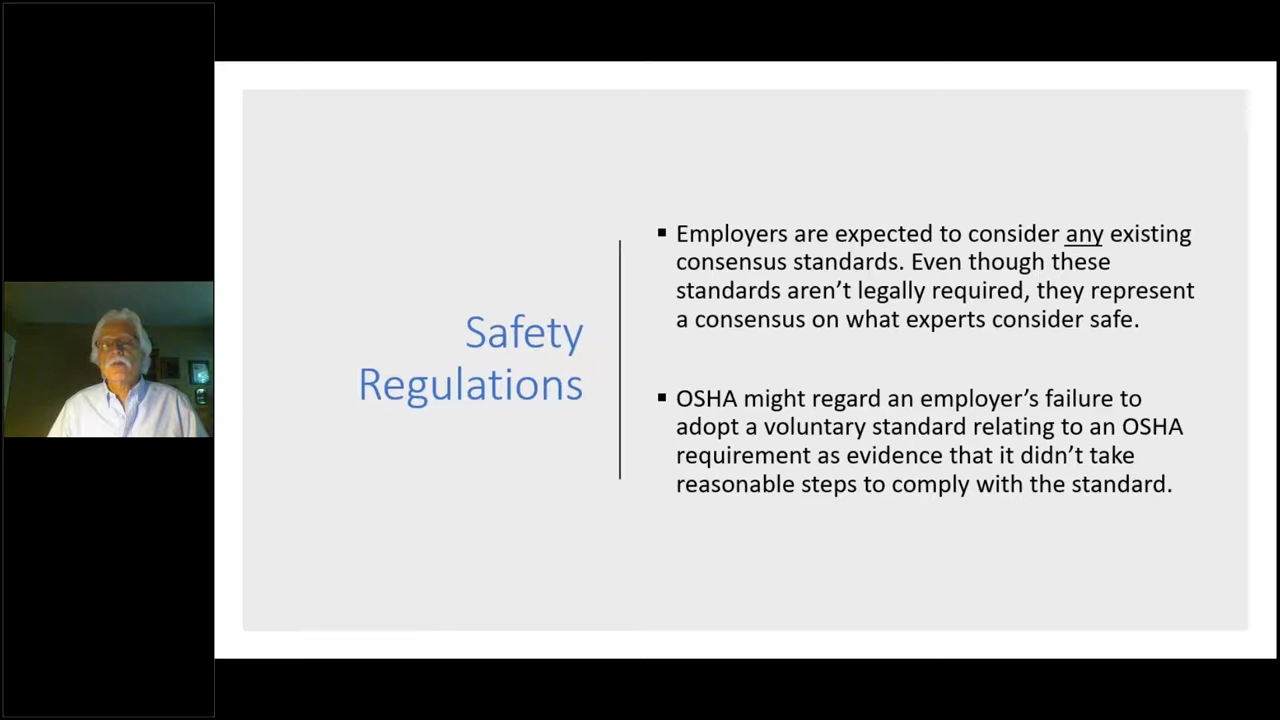 Safety
Regulations
▪ Employers are expected to consider any existing
consensus standards. Even though these
standards aren’t legally required, they represent
a consensus on what experts consider safe.
▪ OSHA might regard an employer’s failure to
adopt a voluntary standard relating to an OSHA
requirement as evidence that it didn’t take
reasonable steps to comply with the standard.